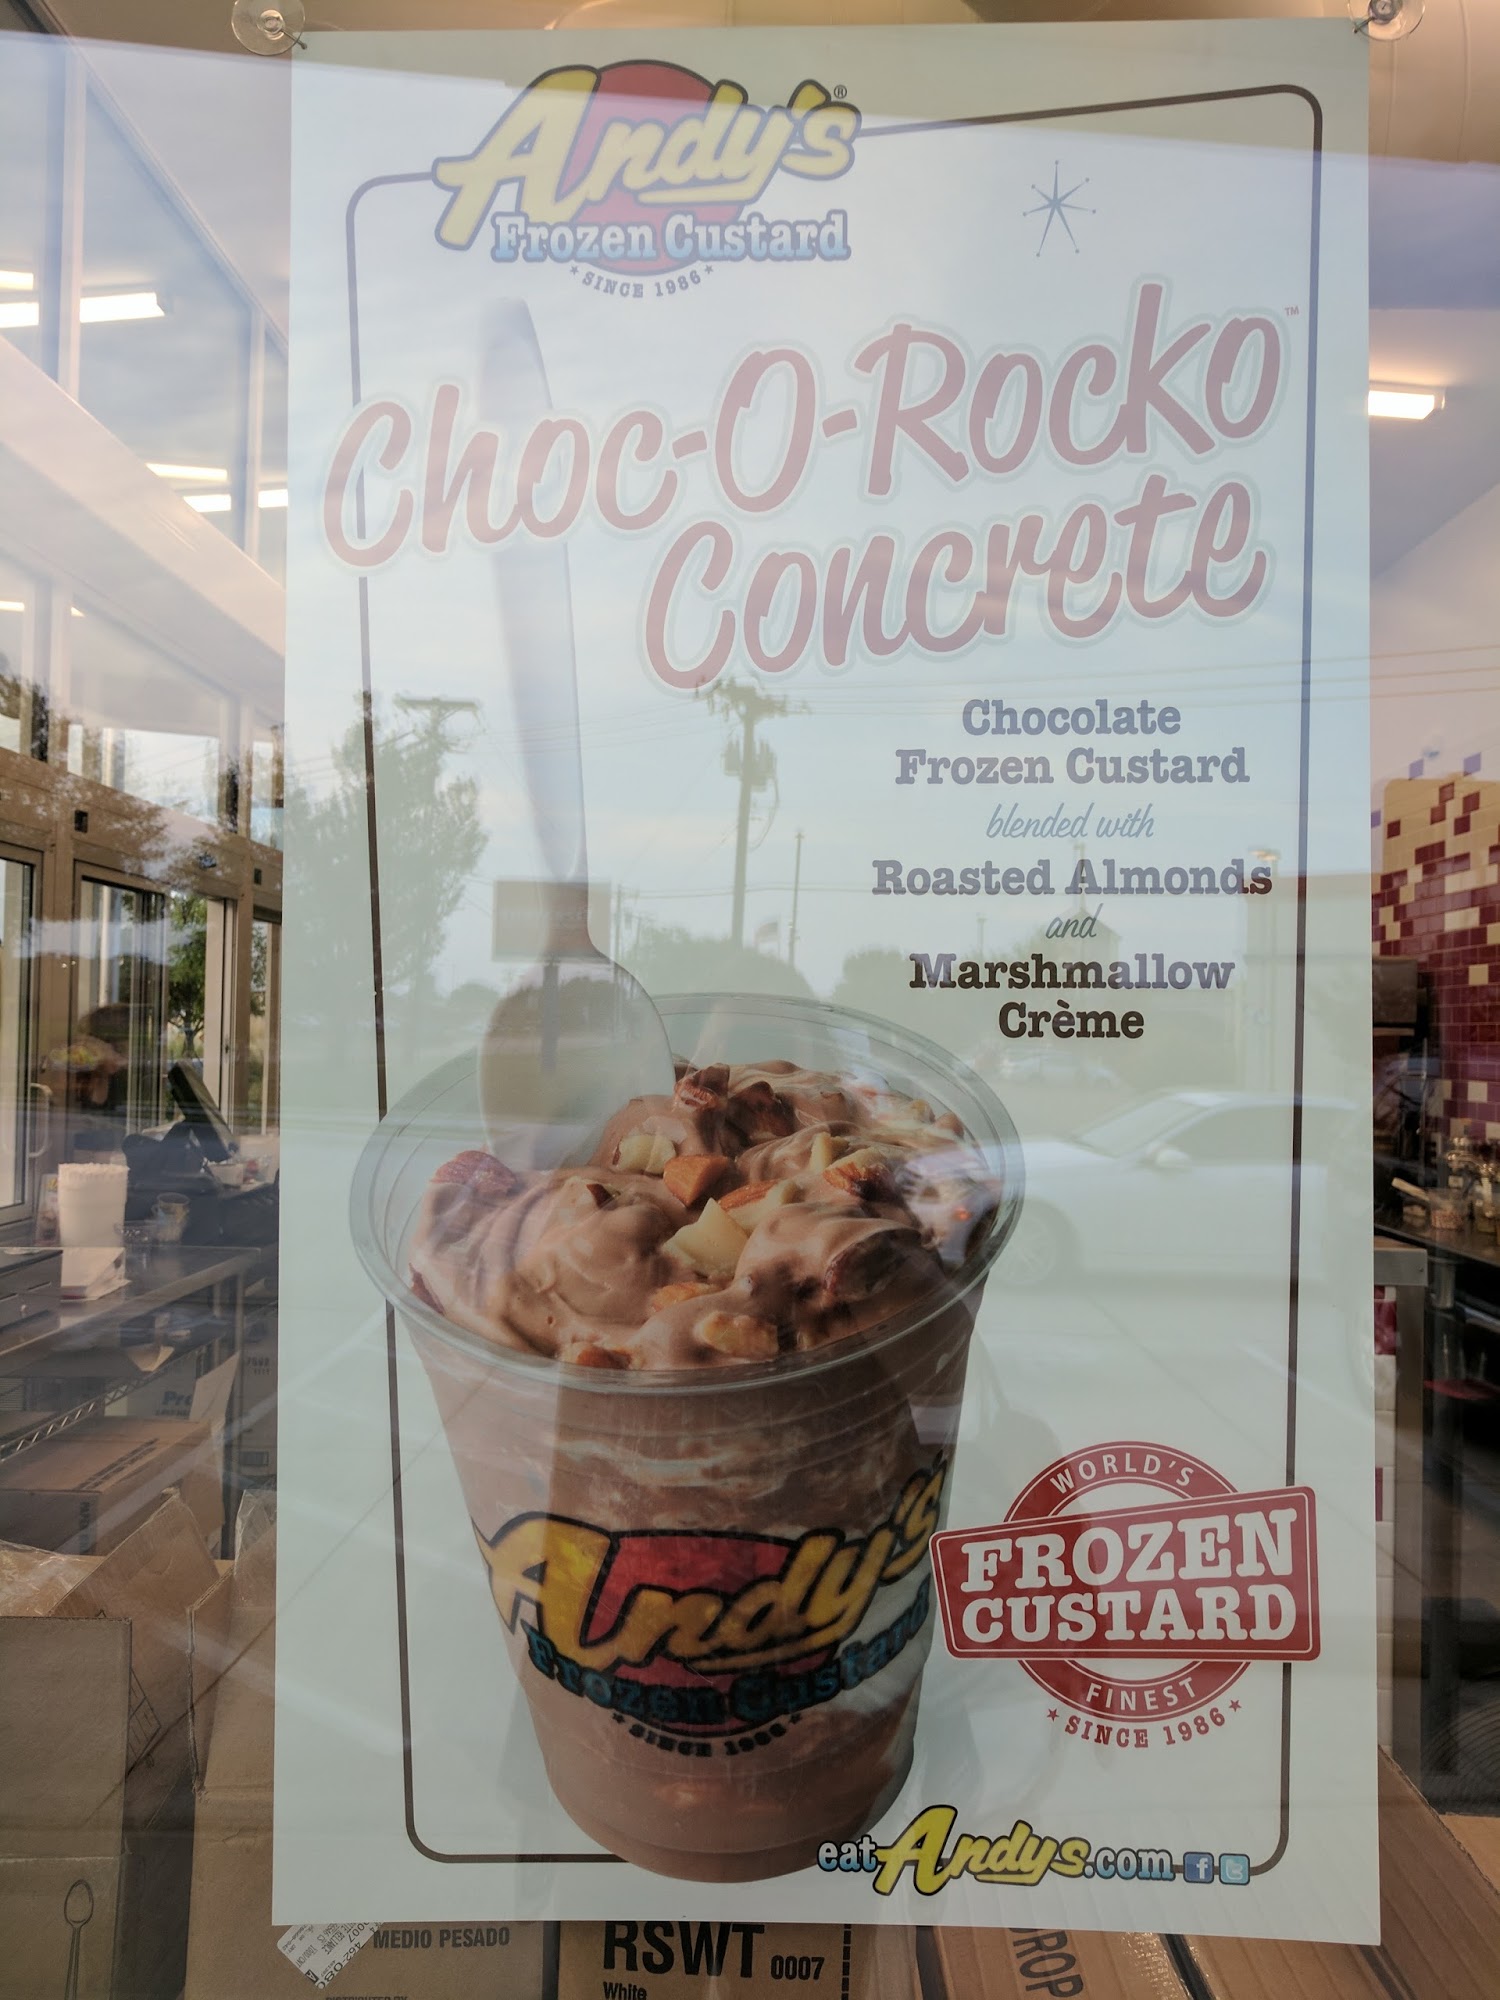 Andy's®
Frozen Custard
SINCE 1986
Choc-O-Rocko™
Concrete
Chocolate
Frozen Custard
blended with
Roasted Almonds
and
Marshmallow
Crème
Andy's
Frozen Custard
SINCE 1986
WORLD'S
FROZEN
CUSTARD
FINEST
SINCE 1986
eatAndys.com
MEDIO PESADO
RSWT 0007
White